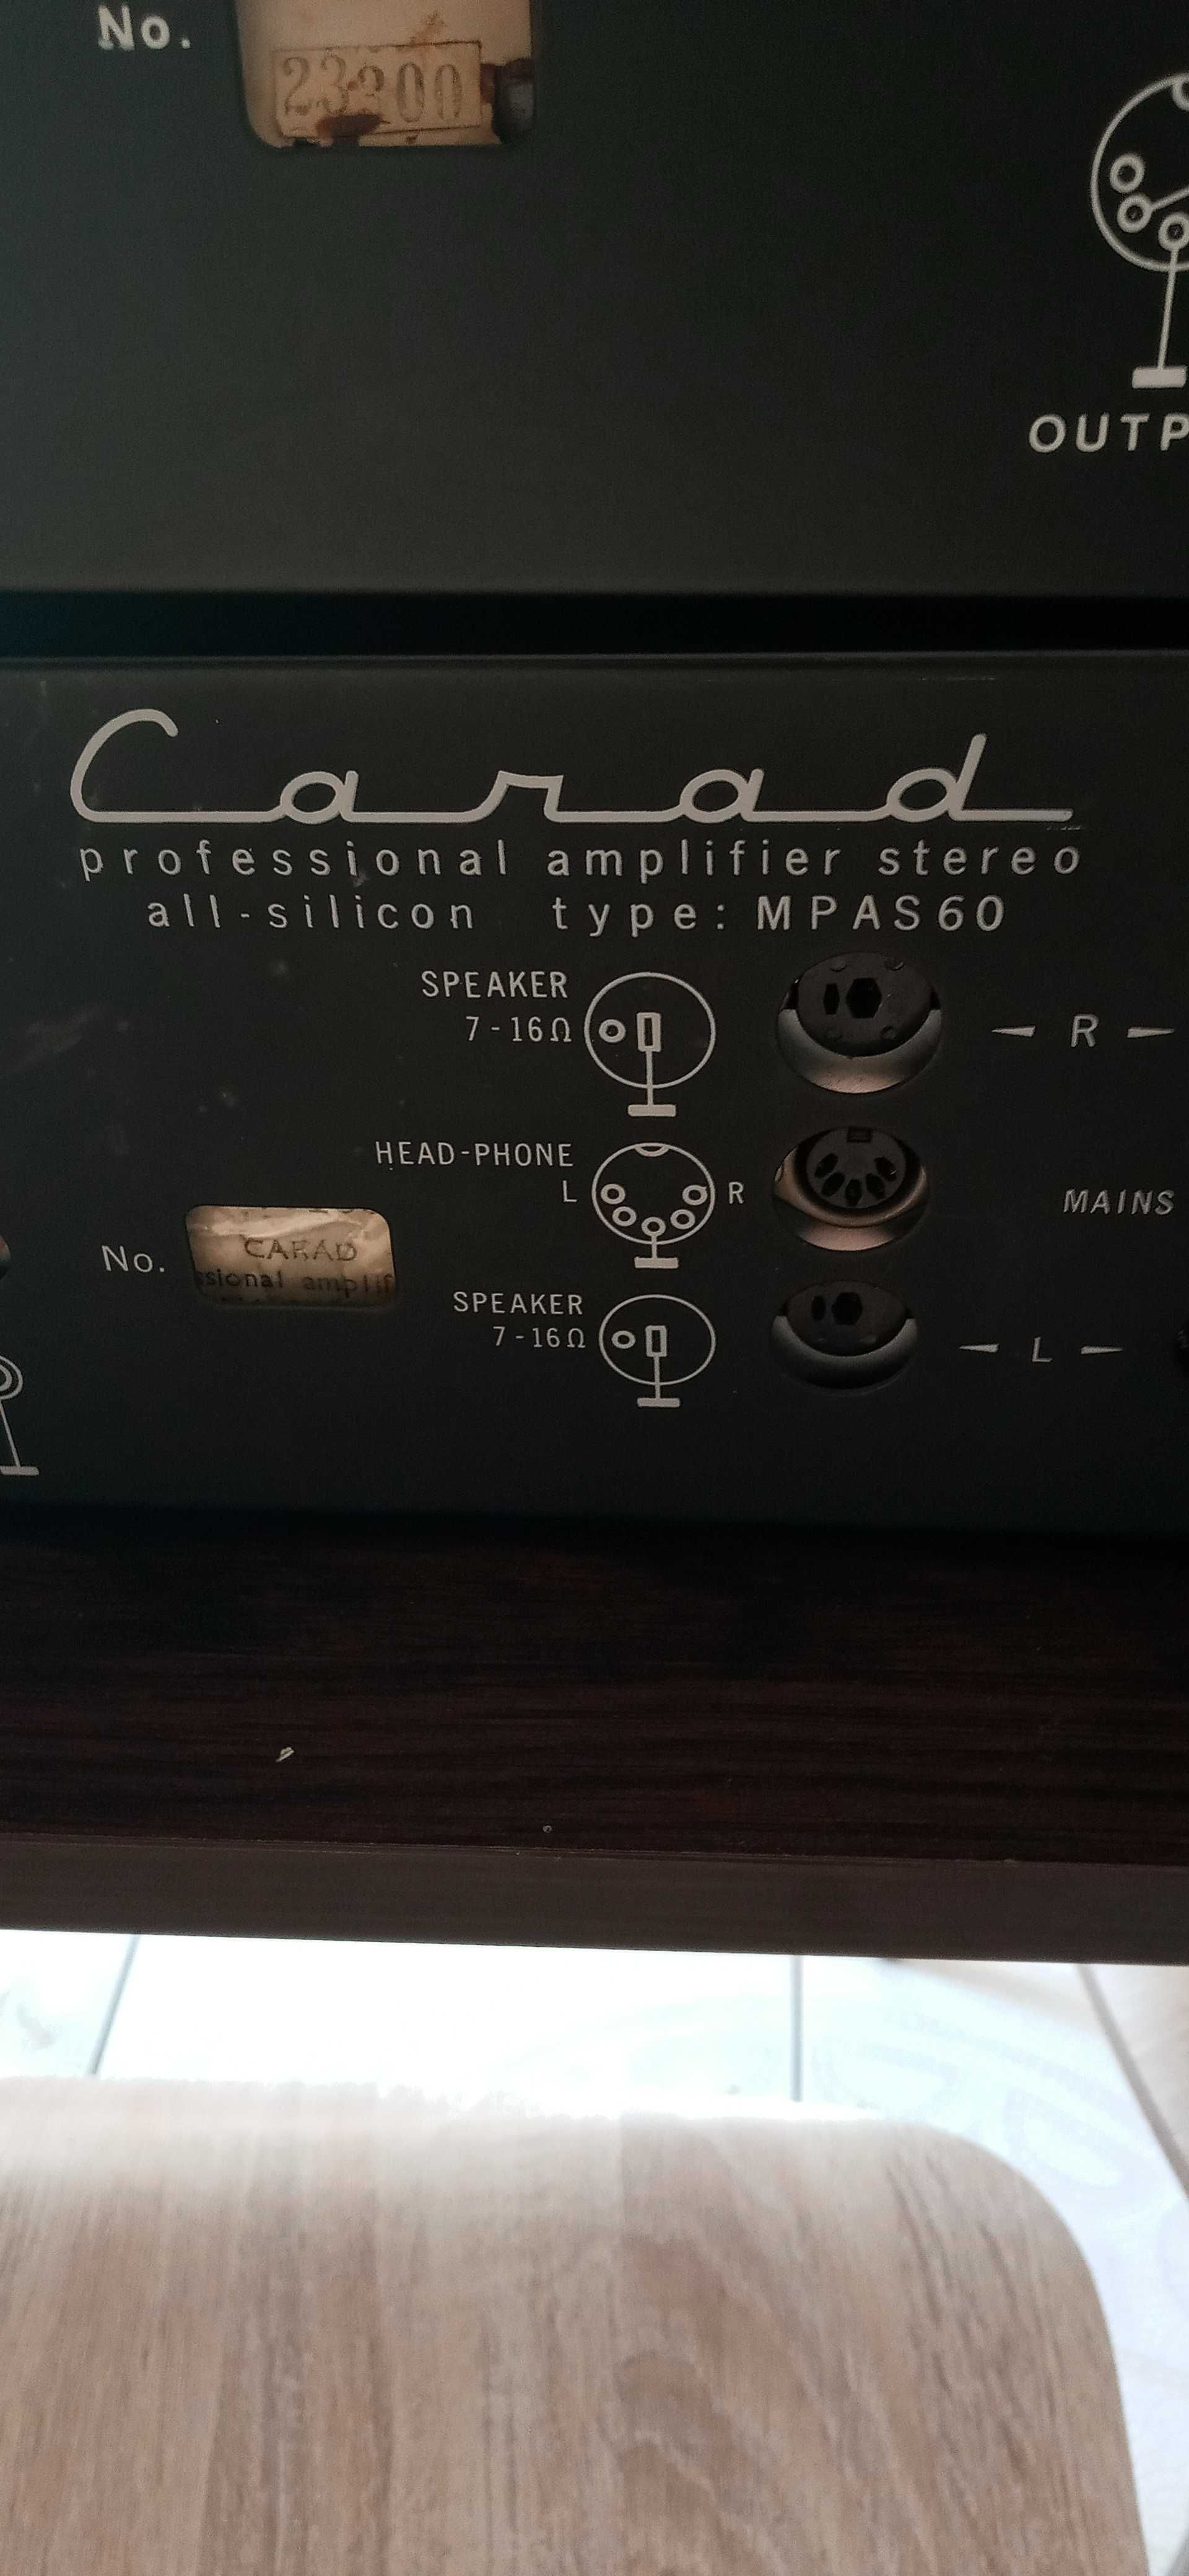 No.
OUTP
Carad
professional amplifier stereo
all-silicon type: MPAS60
SPEAKER
7-16Ω
R
HEAD-PHONE
L R
MAINS
No.
CARAD
ssional amplif
SPEAKER
7-16Ω
L